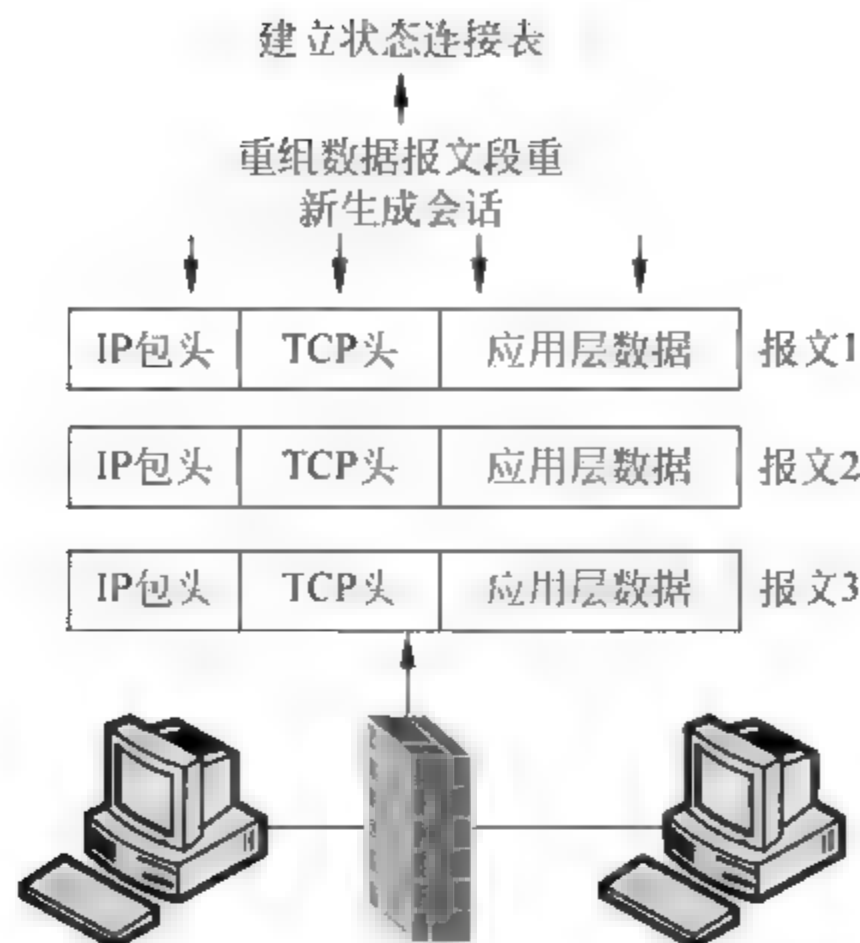 建立状态连接表
重组数据报文段重
新生成会话
IP包头 TCP头 应用层数据 报文1
IP包头 TCP头 应用层数据 报文2
IP包头 TCP头 应用层数据 报文3